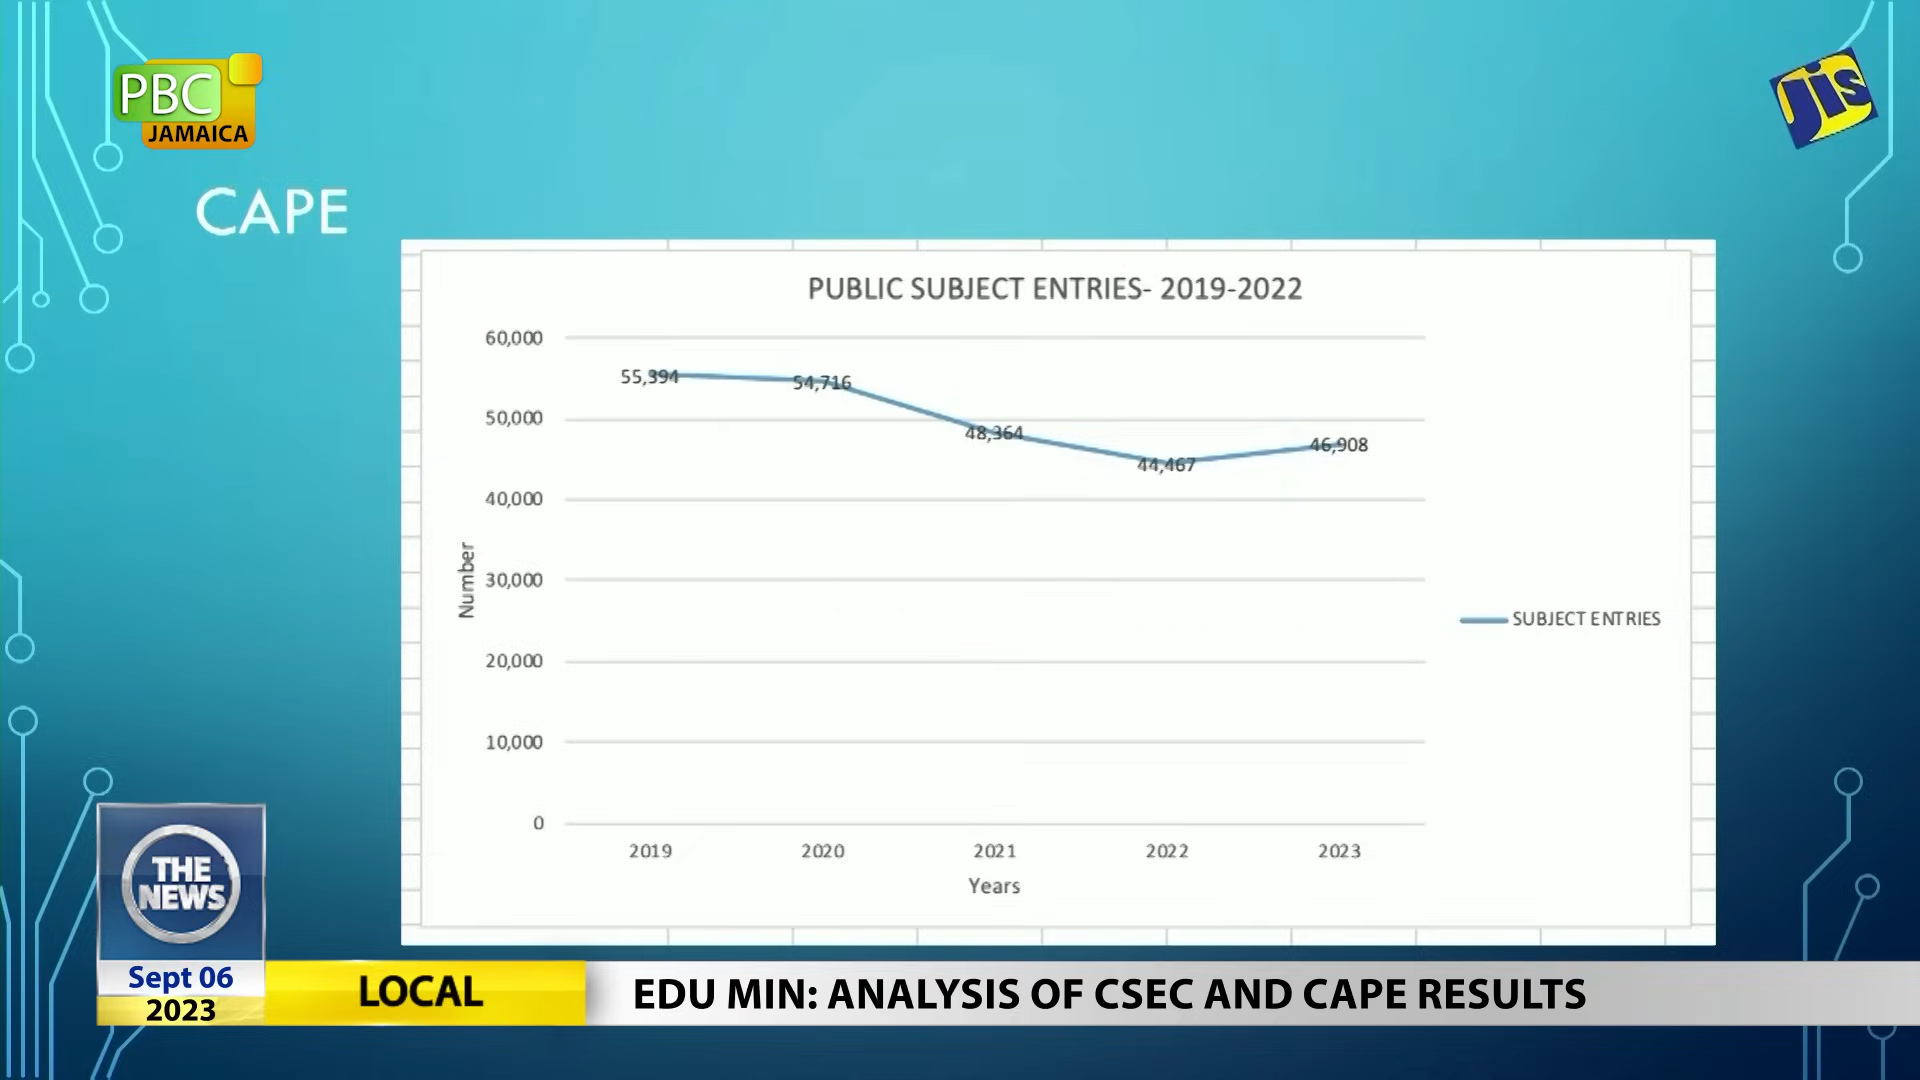 PBC
JAMAICA
Jis
CAPE
PUBLIC SUBJECT ENTRIES- 2019-2022
60,000
50,000
40,000
30,000
20,000
10,000
0
Number
55,394
54,716
48,364
44,467
46,908
2019 2020 2021 2022 2023
Years
SUBJECT ENTRIES
THE
NEWS
Sept 06
2023
LOCAL
EDU MIN: ANALYSIS OF CSEC AND CAPE RESULTS